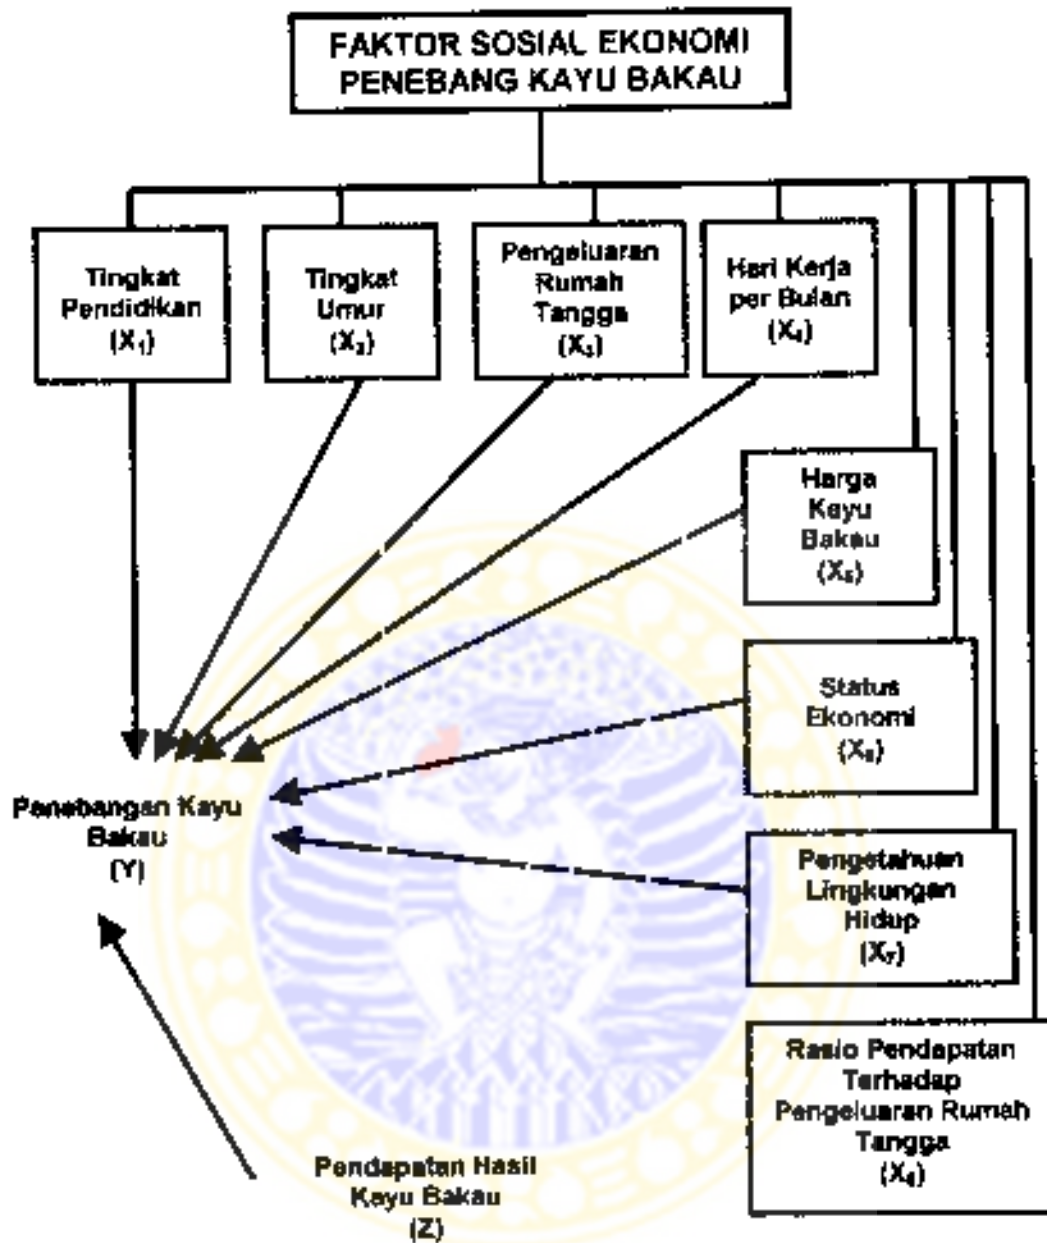 FAKTOR SOSIAL EKONOMI
PENEBANG KAYU BAKAU
Tingkat
Pendidikan
(X₁)
Tingkat
Umur
(X₂)
Pengeluaran
Rumah
Tangga
(X₃)
Hari Kerja
per Bulan
(X₄)
Harga
Kayu
Bakau
(X₅)
Status
Ekonomi
(X₆)
Pengetahuan
Lingkungan
Hidup
(X₇)
Rasio Pendapatan
Terhadap
Pengeluaran Rumah
Tangga
(X₈)
Penebangan Kayu
Bakau
(Y)
Pendapatan Hasil
Kayu Bakau
(Z)